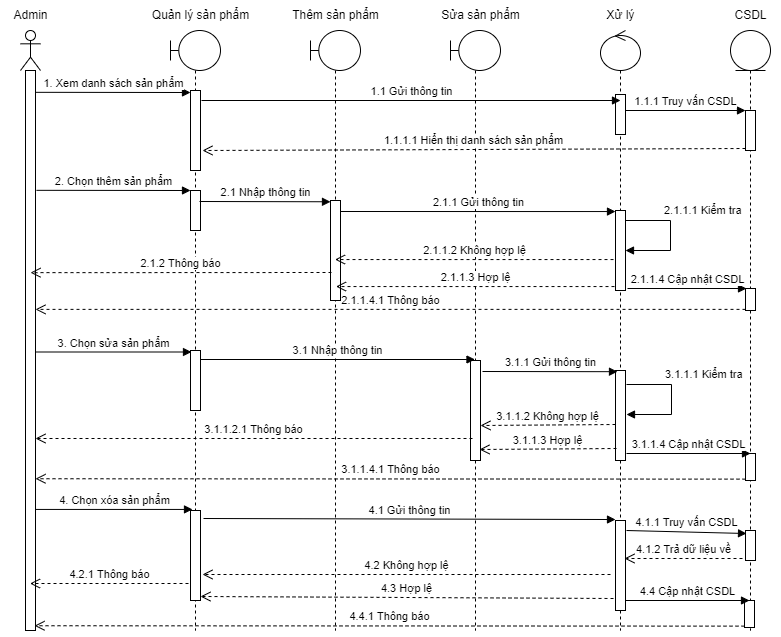 Admin
Quản lý sản phẩm
Thêm sản phẩm
Sửa sản phẩm
Xử lý
CSDL
1. Xem danh sách sản phẩm
1.1 Gửi thông tin
1.1.1 Truy vấn CSDL
1.1.1.1 Hiển thị danh sách sản phẩm
2. Chọn thêm sản phẩm
2.1 Nhập thông tin
2.1.1 Gửi thông tin
2.1.1.1 Kiểm tra
2.1.1.2 Không hợp lệ
2.1.2 Thông báo
2.1.1.3 Hợp lệ
2.1.1.4 Cập nhật CSDL
2.1.1.4.1 Thông báo
3. Chọn sửa sản phẩm
3.1 Nhập thông tin
3.1.1 Gửi thông tin
3.1.1.1 Kiểm tra
3.1.1.2 Không hợp lệ
3.1.1.2.1 Thông báo
3.1.1.3 Hợp lệ
3.1.1.4 Cập nhật CSDL
3.1.1.4.1 Thông báo
4. Chọn xóa sản phẩm
4.1 Gửi thông tin
4.1.1 Truy vấn CSDL
4.1.2 Trả dữ liệu về
4.2 Không hợp lệ
4.2.1 Thông báo
4.3 Hợp lệ
4.4 Cập nhật CSDL
4.4.1 Thông báo